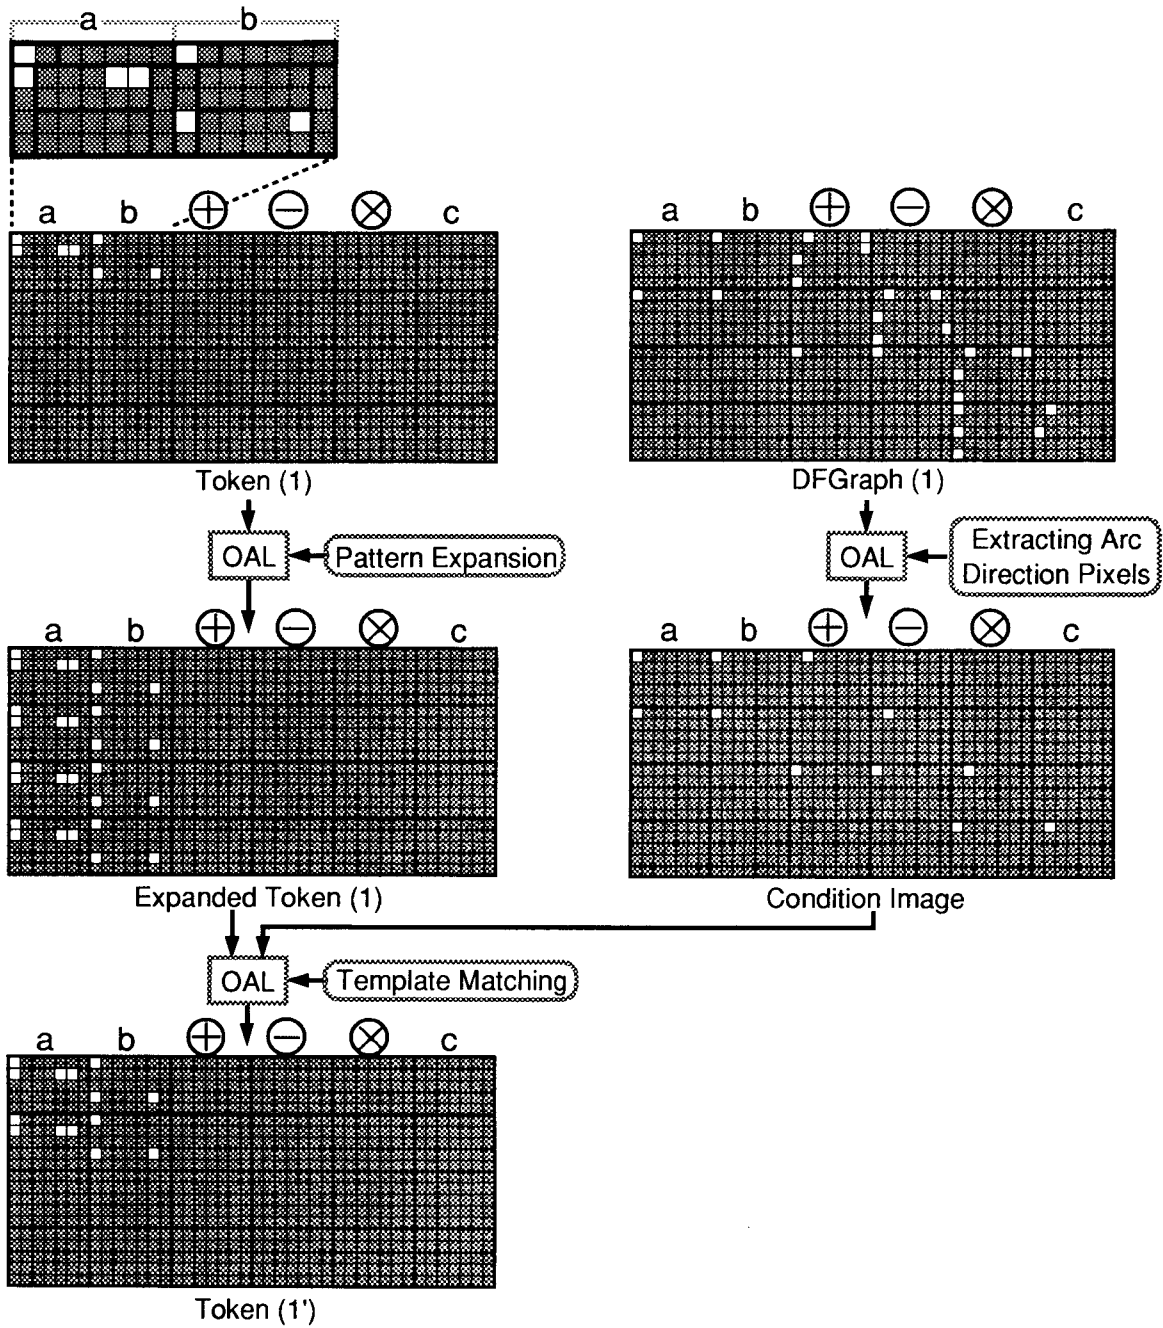 a b
a b ⊕ ⊖ ⊗ c
a b ⊕ ⊖ ⊗ c
Token (1)
DFGraph (1)
OAL
Pattern Expansion
OAL
Extracting Arc
Direction Pixels
a b ⊕ ⊖ ⊗ c
a b ⊕ ⊖ ⊗ c
Expanded Token (1)
Condition Image
OAL
Template Matching
a b ⊕ ⊖ ⊗ c
Token (1')